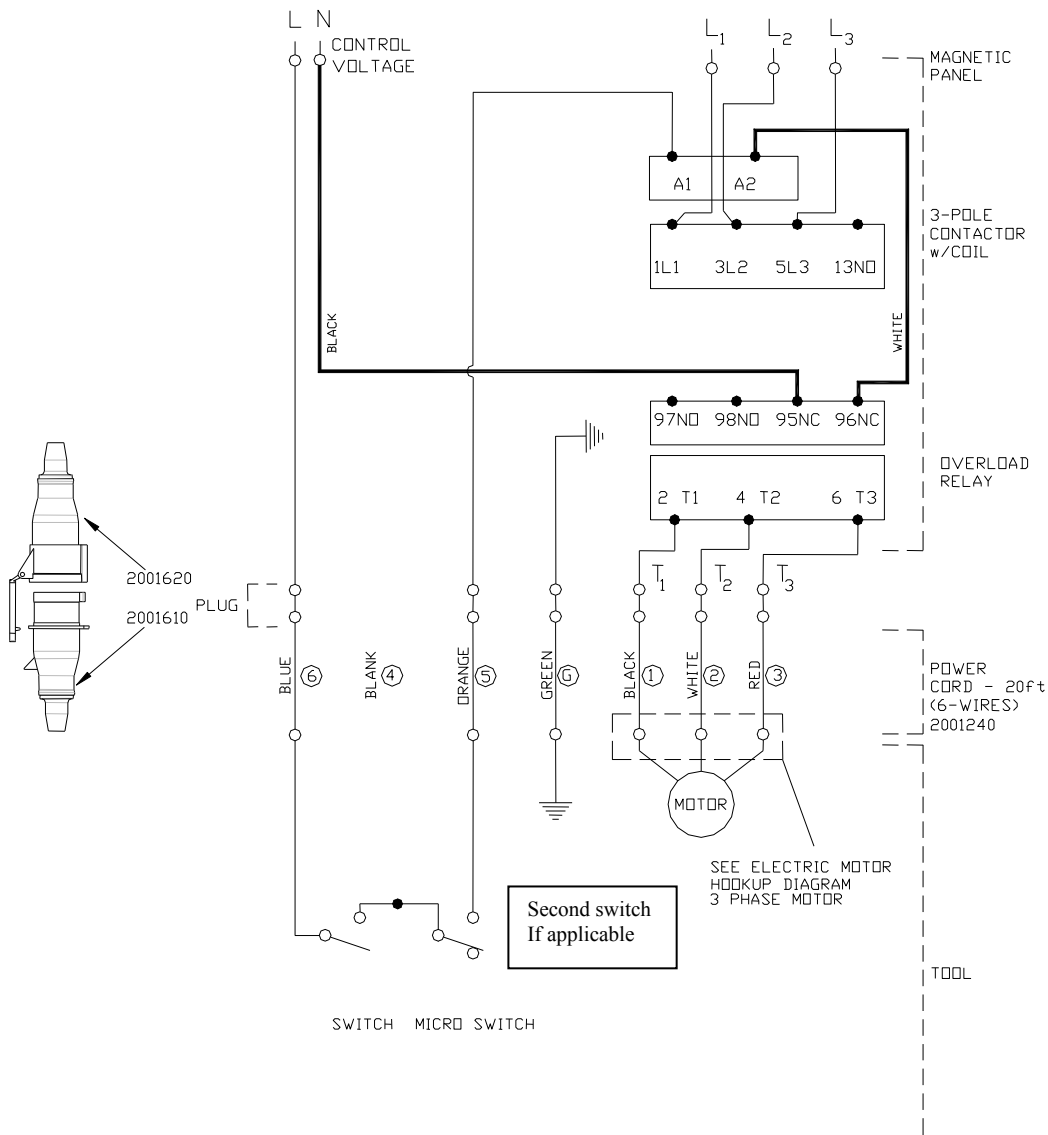 L N
CONTROL
VOLTAGE
L1 L2 L3
MAGNETIC
PANEL
A1 A2
3-POLE
CONTACTOR
w/COIL
1L1 3L2 5L3 13NO
BLACK
WHITE
97NO 98NO 95NC 96NC
OVERLOAD
RELAY
2 T1 4 T2 6 T3
T1 T2 T3
2001620
2001610
PLUG
BLUE 6
BLANK 4
ORANGE 5
GREEN G
BLACK 1
WHITE 2
RED 3
POWER
CORD - 20ft
(6-WIRES)
2001240
MOTOR
SEE ELECTRIC MOTOR
HOOKUP DIAGRAM
3 PHASE MOTOR
Second switch
If applicable
TOOL
SWITCH MICRO SWITCH